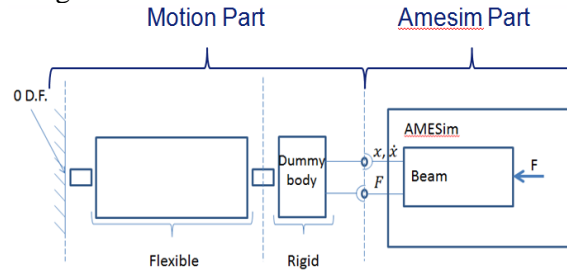 Motion Part
Amesim Part
0 D.F.
AMESim
Dummy
body
x, ẋ
F
Beam
F
Flexible
Rigid